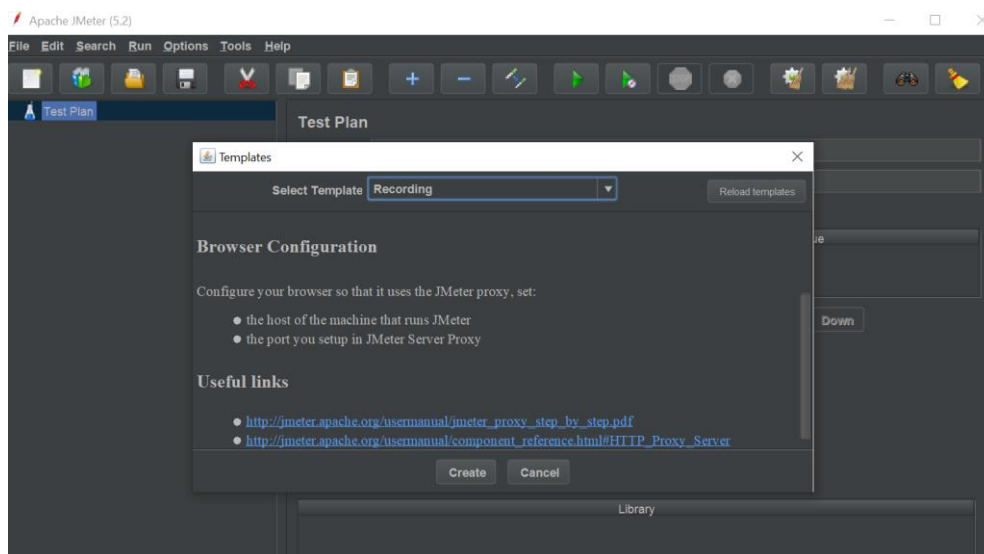 Apache JMeter (5.2)
File Edit Search Run Options Tools Help
Test Plan
Test Plan
Templates
Select Template Recording
Reload templates
Browser Configuration
Configure your browser so that it uses the JMeter proxy, set:
the host of the machine that runs JMeter
the port you setup in JMeter Server Proxy
Useful links
http://jmeter.apache.org/usermanual/jmeter_proxy_step_by_step.pdf
http://jmeter.apache.org/usermanual/component_reference.html#HTTP_Proxy_Server
Create Cancel
Down
Library